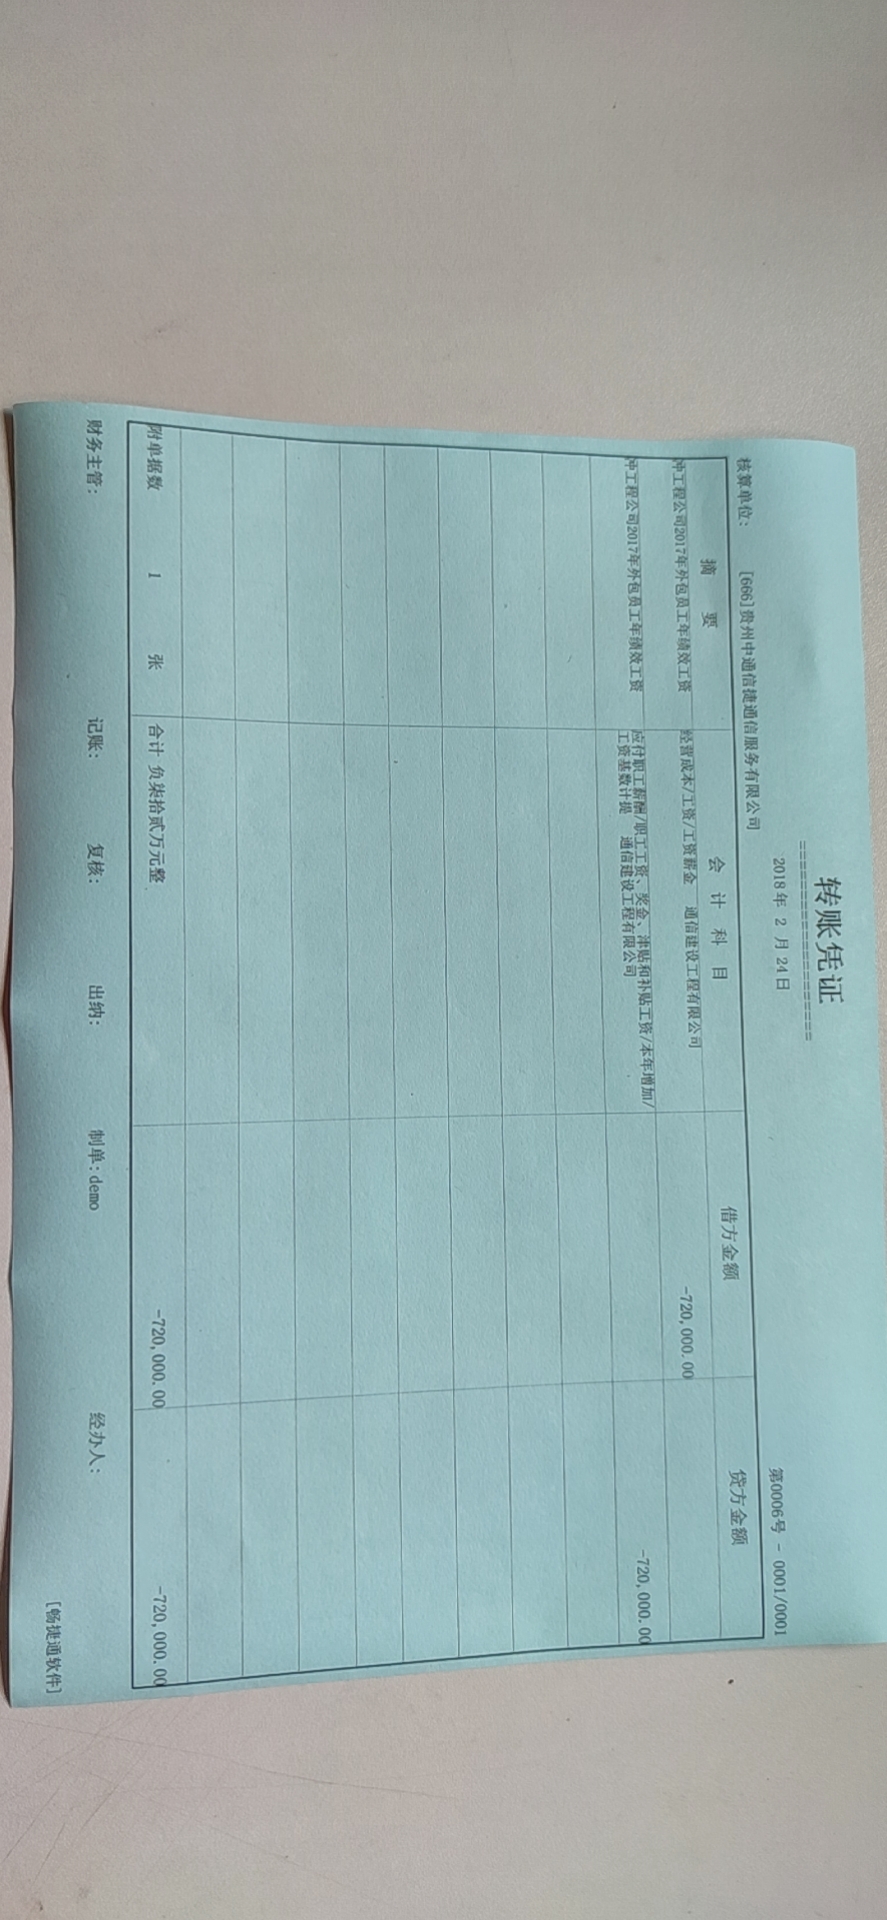 转账凭证
2018年 2 月 24日
核算单位: [666]贵州中通信捷通信服务有限公司 第0006号 - 0001/0001
摘 要 会 计 科 目 借方金额 贷方金额
冲工程公司2017年外包员工年绩效工资 经营成本/工资/工资薪金 通信建设工程有限公司 -720,000.00
冲工程公司2017年外包员工年绩效工资 应付职工薪酬/职工工资、奖金、津贴和补贴工资/本年增加/ -720,000.00
工资基数计提 通信建设工程有限公司
附单据数 1 张 合计 负柒拾贰万元整 -720,000.00 -720,000.00
财务主管: 记账: 复核: 出纳: 制单:demo 经办人:
[畅捷通软件]